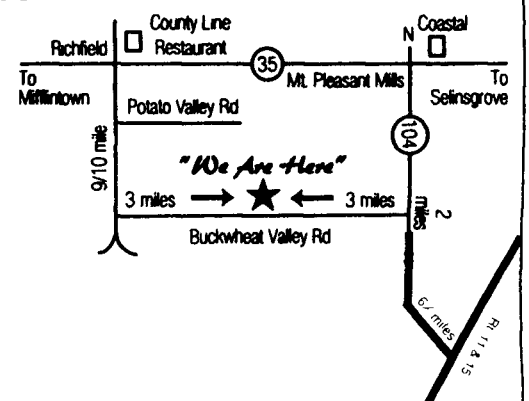 County Line
Restaurant
Richfield
N
Coastal
35
To
Mifflintown
Mt. Pleasant Mills
To
Selinsgrove
Potato Valley Rd
104
9/10 mile
"We Are Here"
3 miles
3 miles
2
miles
Buckwheat Valley Rd
miles
Rt 11 & 15